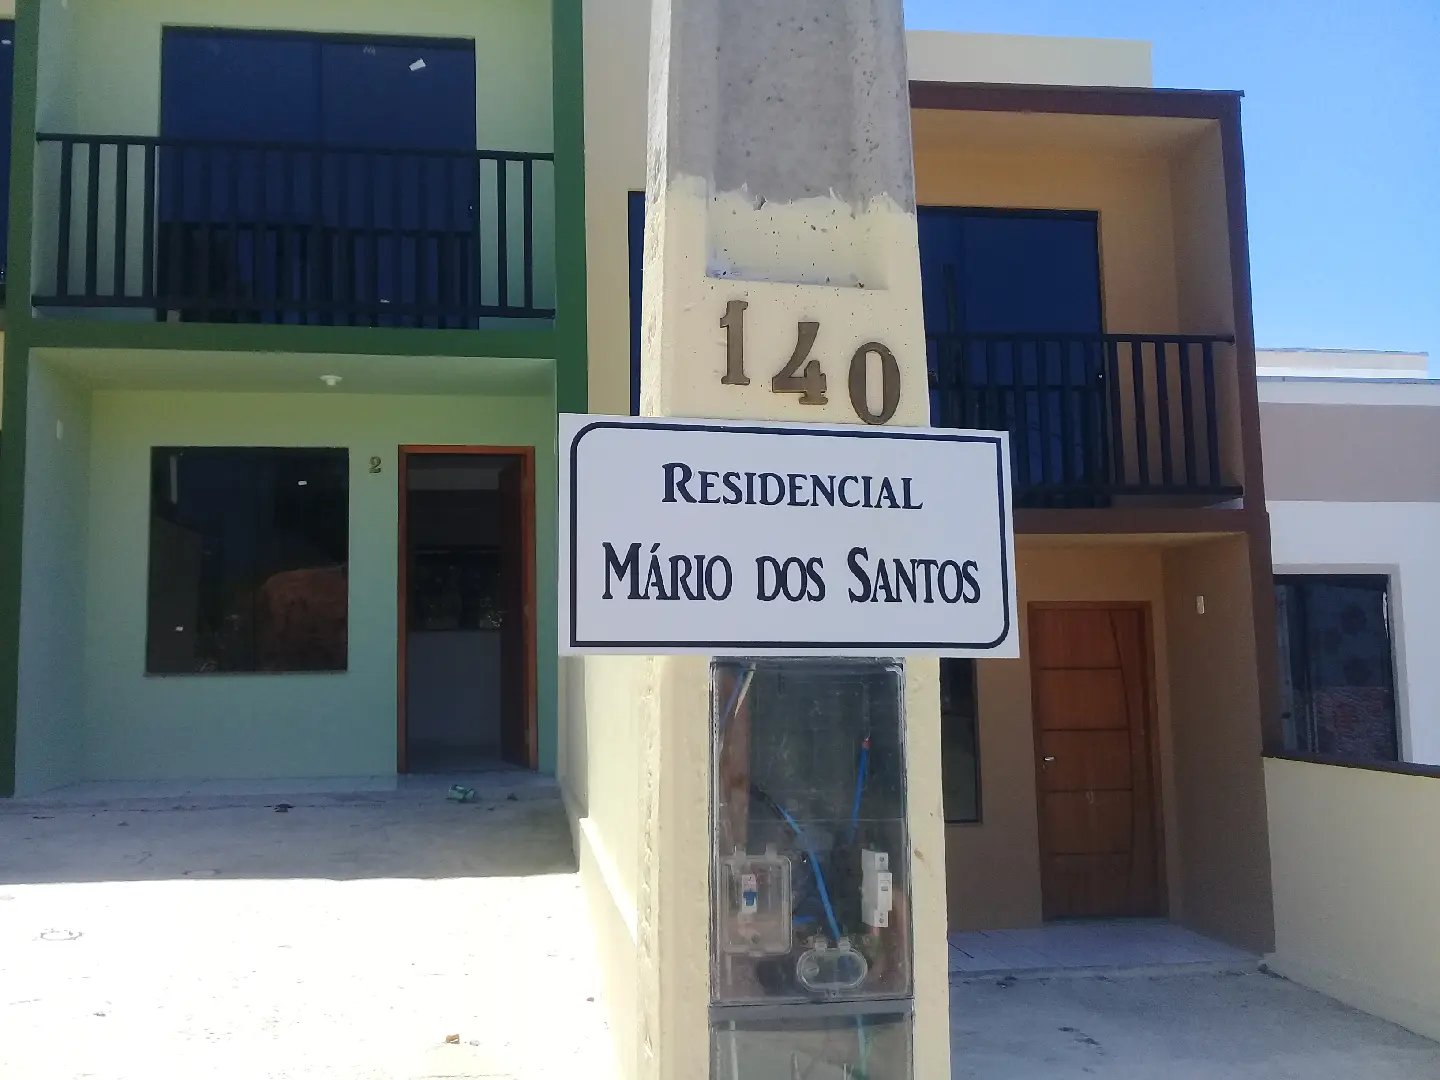 140
RESIDENCIAL
MÁRIO DOS SANTOS
2